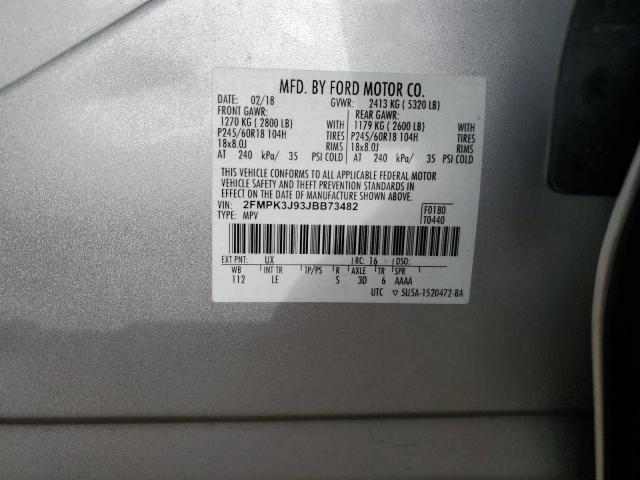 MFD. BY FORD MOTOR CO.
DATE: 02/18 GVWR: 2413 KG ( 5320 LB)
FRONT GAWR: REAR GAWR:
1270 KG ( 2800 LB) WITH 1179 KG ( 2600 LB) WITH
P245/60R18 104H TIRES P245/60R18 104H TIRES
18x8.0J RIMS 18x8.0J RIMS
AT 240 kPa/ 35 PSI COLD AT 240 kPa/ 35 PSI COLD
THIS VEHICLE CONFORMS TO ALL APPLICABLE FEDERAL MOTOR
VEHICLE SAFETY AND THEFT PREVENTION STANDARDS IN
EFFECT ON THE DATE OF MANUFACTURE SHOWN ABOVE.
VIN: 2FMPK3J93JBB73482 F0180
TYPE: MPV T0440
EXT PNT: UX RC: 16 DSO:
WB INT TR TP/PS R AXLE TR SPR
112 LE S 3D 6 AAAA
UTC 5U5A-1520472-BA